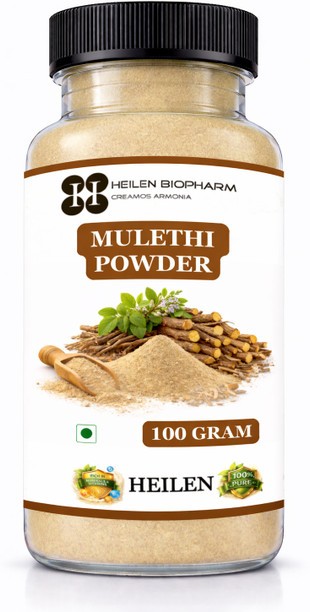 HEILEN BIOPHARM
CREAMOS ARMONIA
MULETHI
POWDER
100 GRAM
HEILEN
100%
PURE